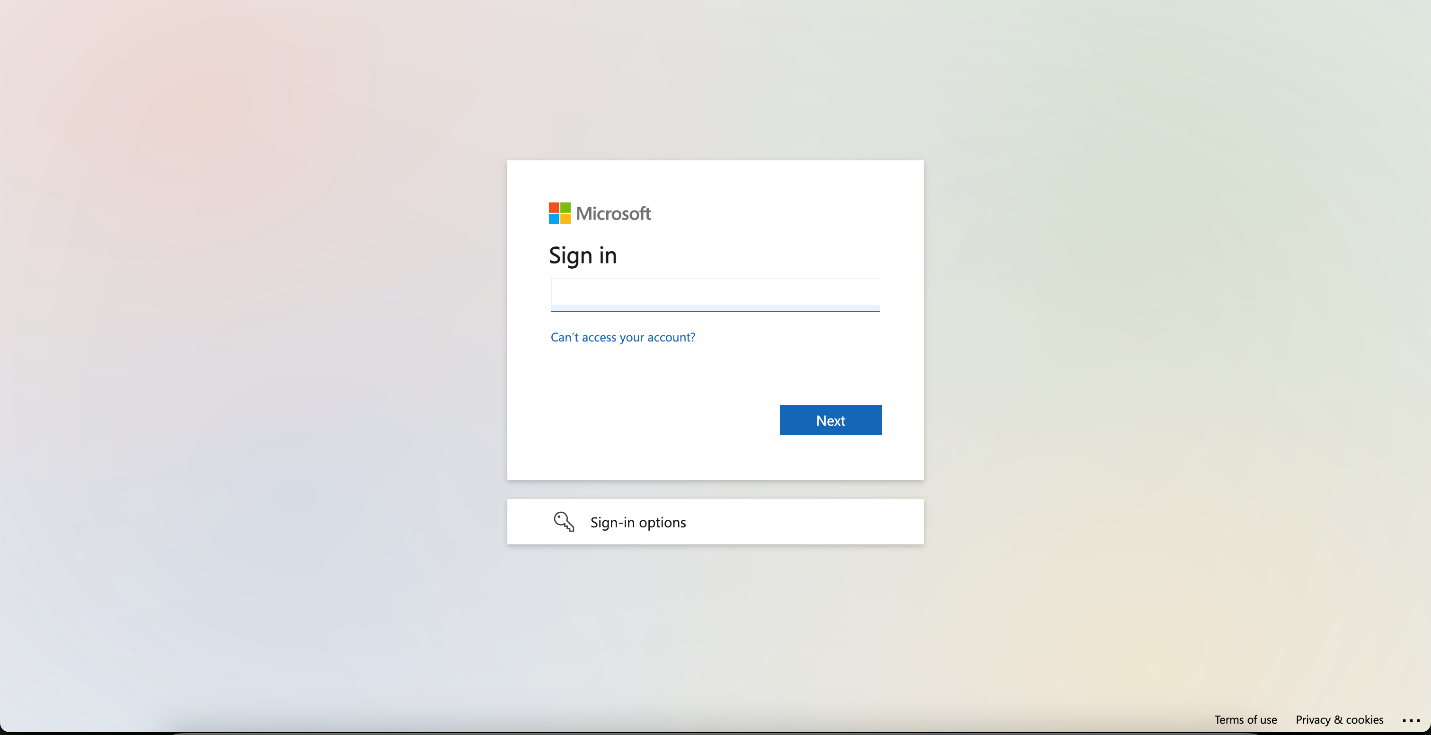 Microsoft
Sign in
Can't access your account?
Next
Sign-in options
Terms of use
Privacy & cookies
...